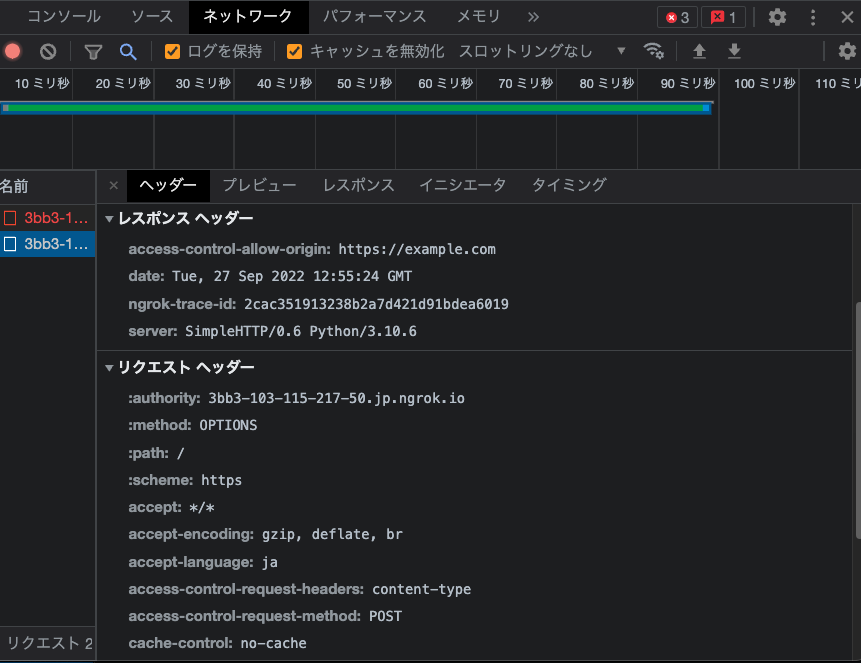 コンソール ソース ネットワーク パフォーマンス メモリ » 3 1
ログを保持 キャッシュを無効化 スロットリングなし
10 ミリ秒 20 ミリ秒 30 ミリ秒 40 ミリ秒 50 ミリ秒 60 ミリ秒 70 ミリ秒 80 ミリ秒 90 ミリ秒 100 ミリ秒 110 ミリ
名前 × ヘッダー プレビュー レスポンス イニシエータ タイミング
3bb3-1...
3bb3-1...
レスポンス ヘッダー
access-control-allow-origin: https://example.com
date: Tue, 27 Sep 2022 12:55:24 GMT
ngrok-trace-id: 2cac351913238b2a7d421d91bdea6019
server: SimpleHTTP/0.6 Python/3.10.6
リクエスト ヘッダー
:authority: 3bb3-103-115-217-50.jp.ngrok.io
:method: OPTIONS
:path: /
:scheme: https
accept: */*
accept-encoding: gzip, deflate, br
accept-language: ja
access-control-request-headers: content-type
access-control-request-method: POST
cache-control: no-cache
リクエスト 2